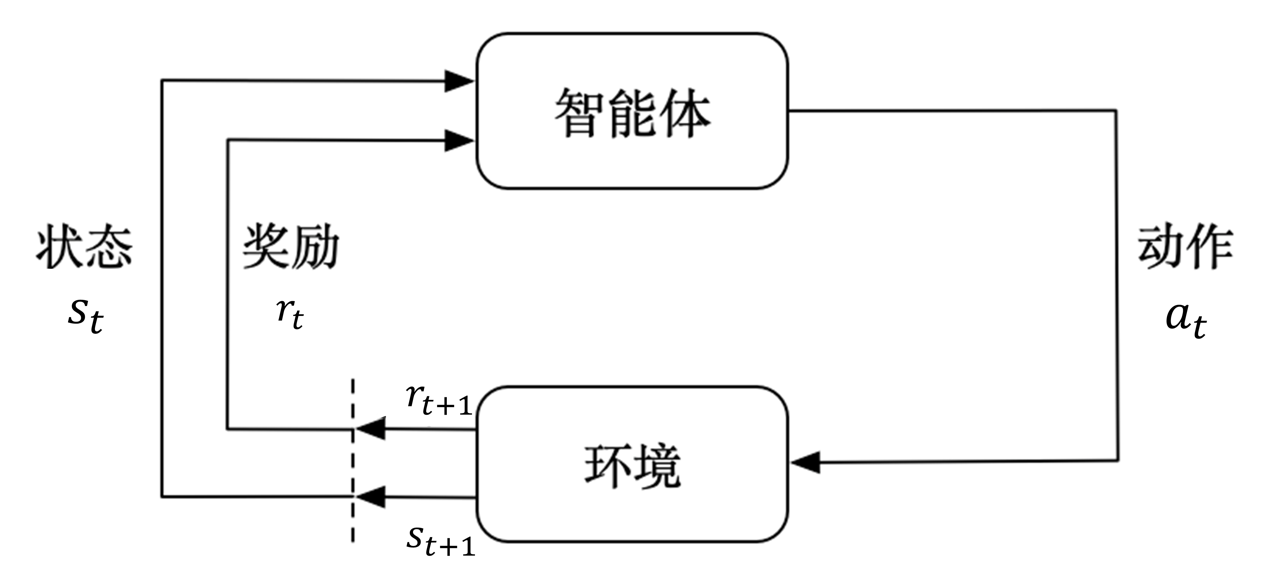 智能体
状态
s_t
奖励
r_t
动作
a_t
r_{t+1}
环境
s_{t+1}